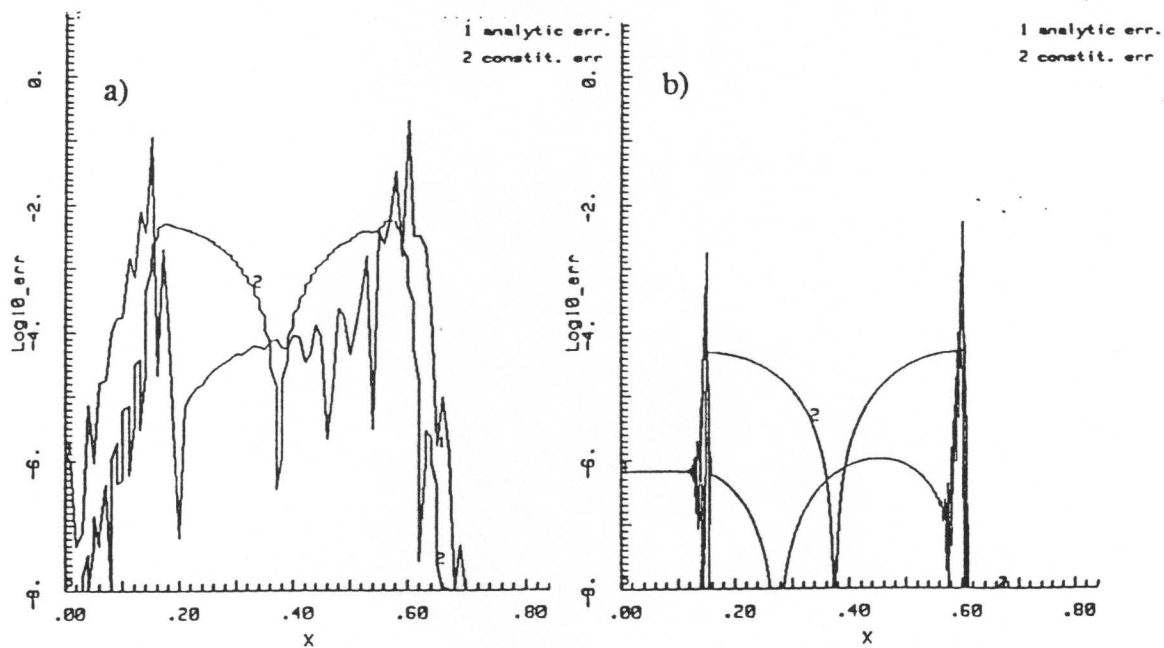 1 analytic err.
2 constit. err
a)
0.
-2.
-4.
-6.
-8.
Log10_err
2
2
.00
.20
.40
.60
.80
X
1 analytic err.
2 constit. err
b)
0.
-2.
-4.
-6.
-8.
Log10_err
2
2
.00
.20
.40
.60
.80
X